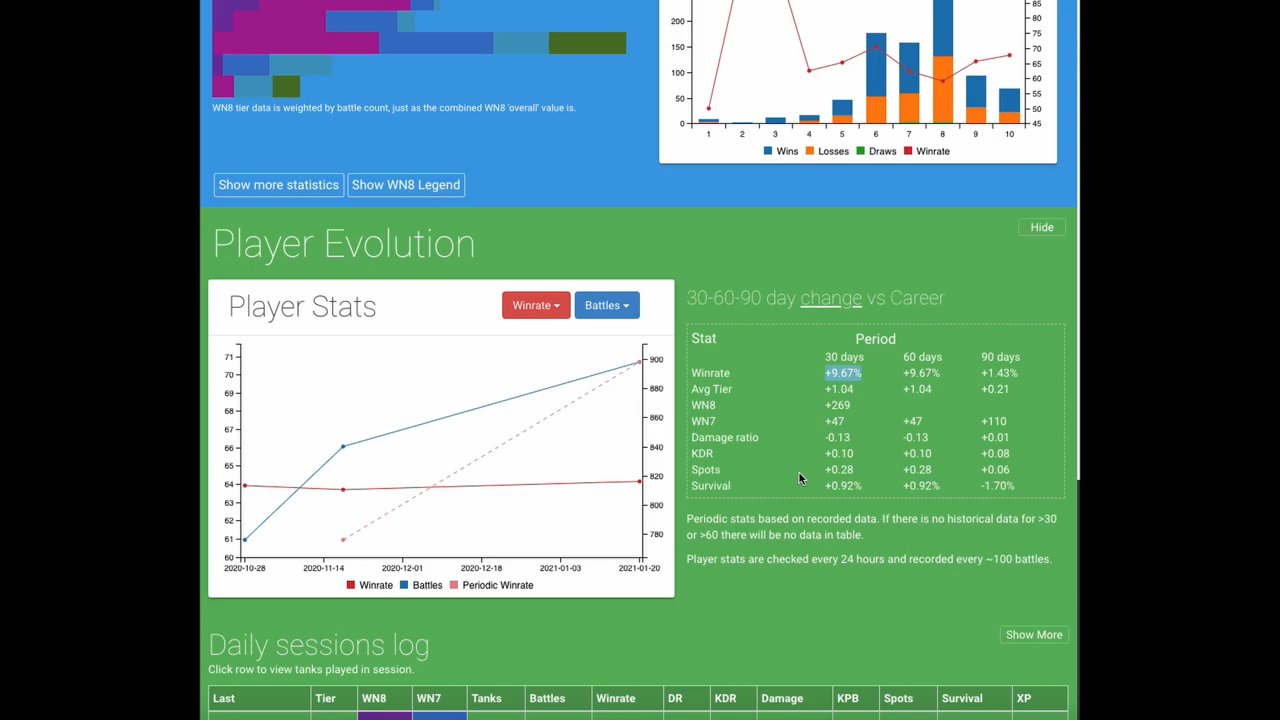 85
200
80
150
75
70
100
65
60
50
55
50
0
45
1 2 3 4 5 6 7 8 9 10
Wins Losses Draws Winrate
WN8 tier data is weighted by battle count, just as the combined WN8 'overall' value is.
Show more statistics Show WN8 Legend
Player Evolution
Hide
Player Stats
Winrate Battles
71
70
69
68
67
66
65
64
63
62
61
60
900
880
860
840
820
800
780
2020-10-28 2020-11-14 2020-12-01 2020-12-18 2021-01-03 2021-01-20
Winrate Battles Periodic Winrate
30-60-90 day change vs Career
Stat Period
30 days 60 days 90 days
Winrate +9.67% +9.67% +1.43%
Avg Tier +1.04 +1.04 +0.21
WN8 +269
WN7 +47 +47 +110
Damage ratio -0.13 -0.13 +0.01
KDR +0.10 +0.10 +0.08
Spots +0.28 +0.28 +0.06
Survival +0.92% +0.92% -1.70%
Periodic stats based on recorded data. If there is no historical data for >30
or >60 there will be no data in table.
Player stats are checked every 24 hours and recorded every ~100 battles.
Daily sessions log
Show More
Click row to view tanks played in session.
Last Tier WN8 WN7 Tanks Battles Winrate DR KDR Damage KPB Spots Survival XP